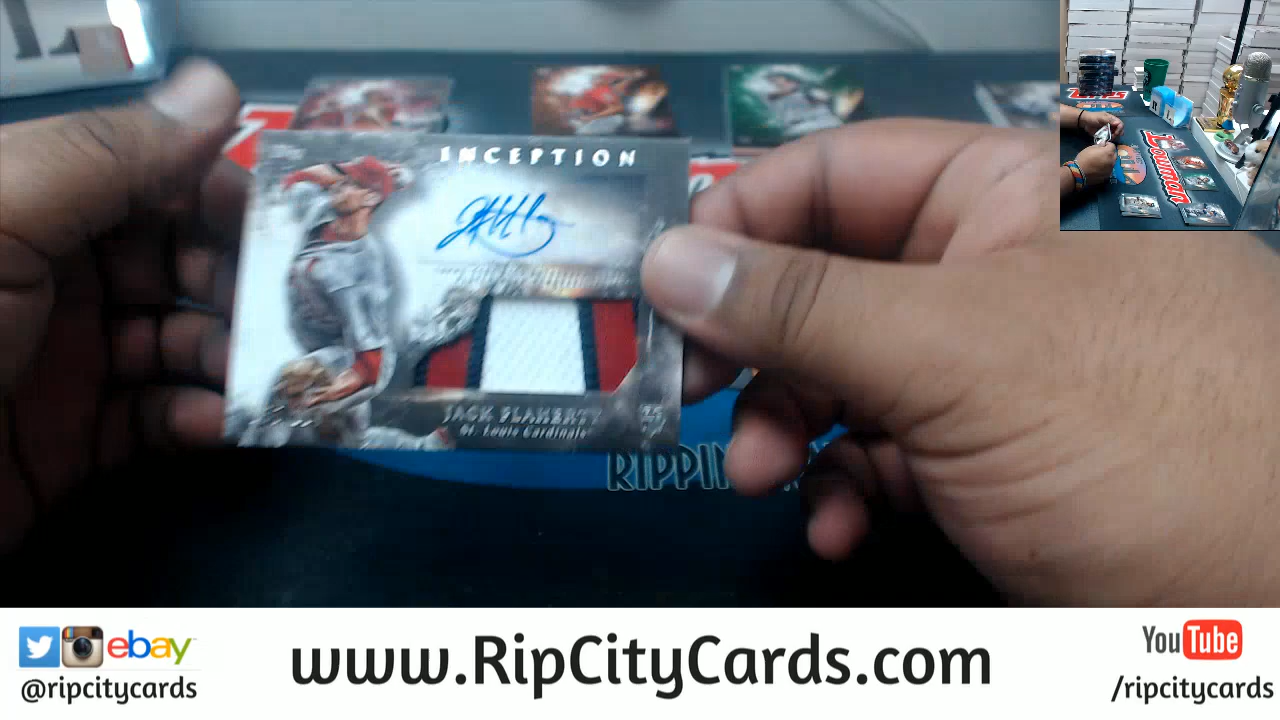 INCEPTION
JACK FLAHERTY
St. Louis Cardinals
RIPPIN
Bowman
ebay
@ripcitycards
www.RipCityCards.com
YouTube
/ripcitycards